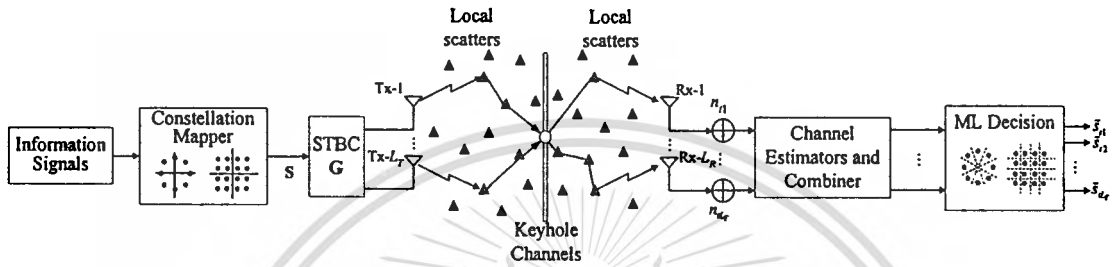 Local
scatters
Local
scatters
Information
Signals
Constellation
Mapper
S
STBC
G
Tx-1
Tx-L_T
Keyhole
Channels
Rx-1
Rx-L_R
Channel
Estimators and
Combiner
ML Decision